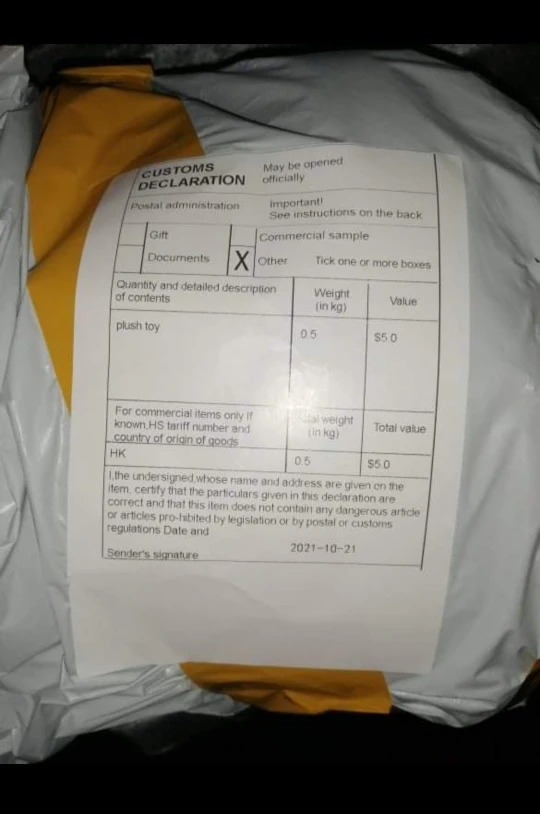 CUSTOMS
DECLARATION
May be opened
officially
Postal administration
Important!
See instructions on the back
Gift
Commercial sample
Documents
X
Other
Tick one or more boxes
Quantity and detailed description
of contents
Weight
(in kg)
Value
plush toy
0.5
$5.0
For commercial items only if
known,HS tariff number and
country of origin of goods
weight
(in kg)
Total value
HK
0.5
$5.0
I,the undersigned,whose name and address are given on the
item, certify that the particulars given in this declaration are
correct and that this item does not contain any dangerous article
or articles pro-hibited by legislation or by postal or customs
regulations Date and
Sender's signature
2021-10-21